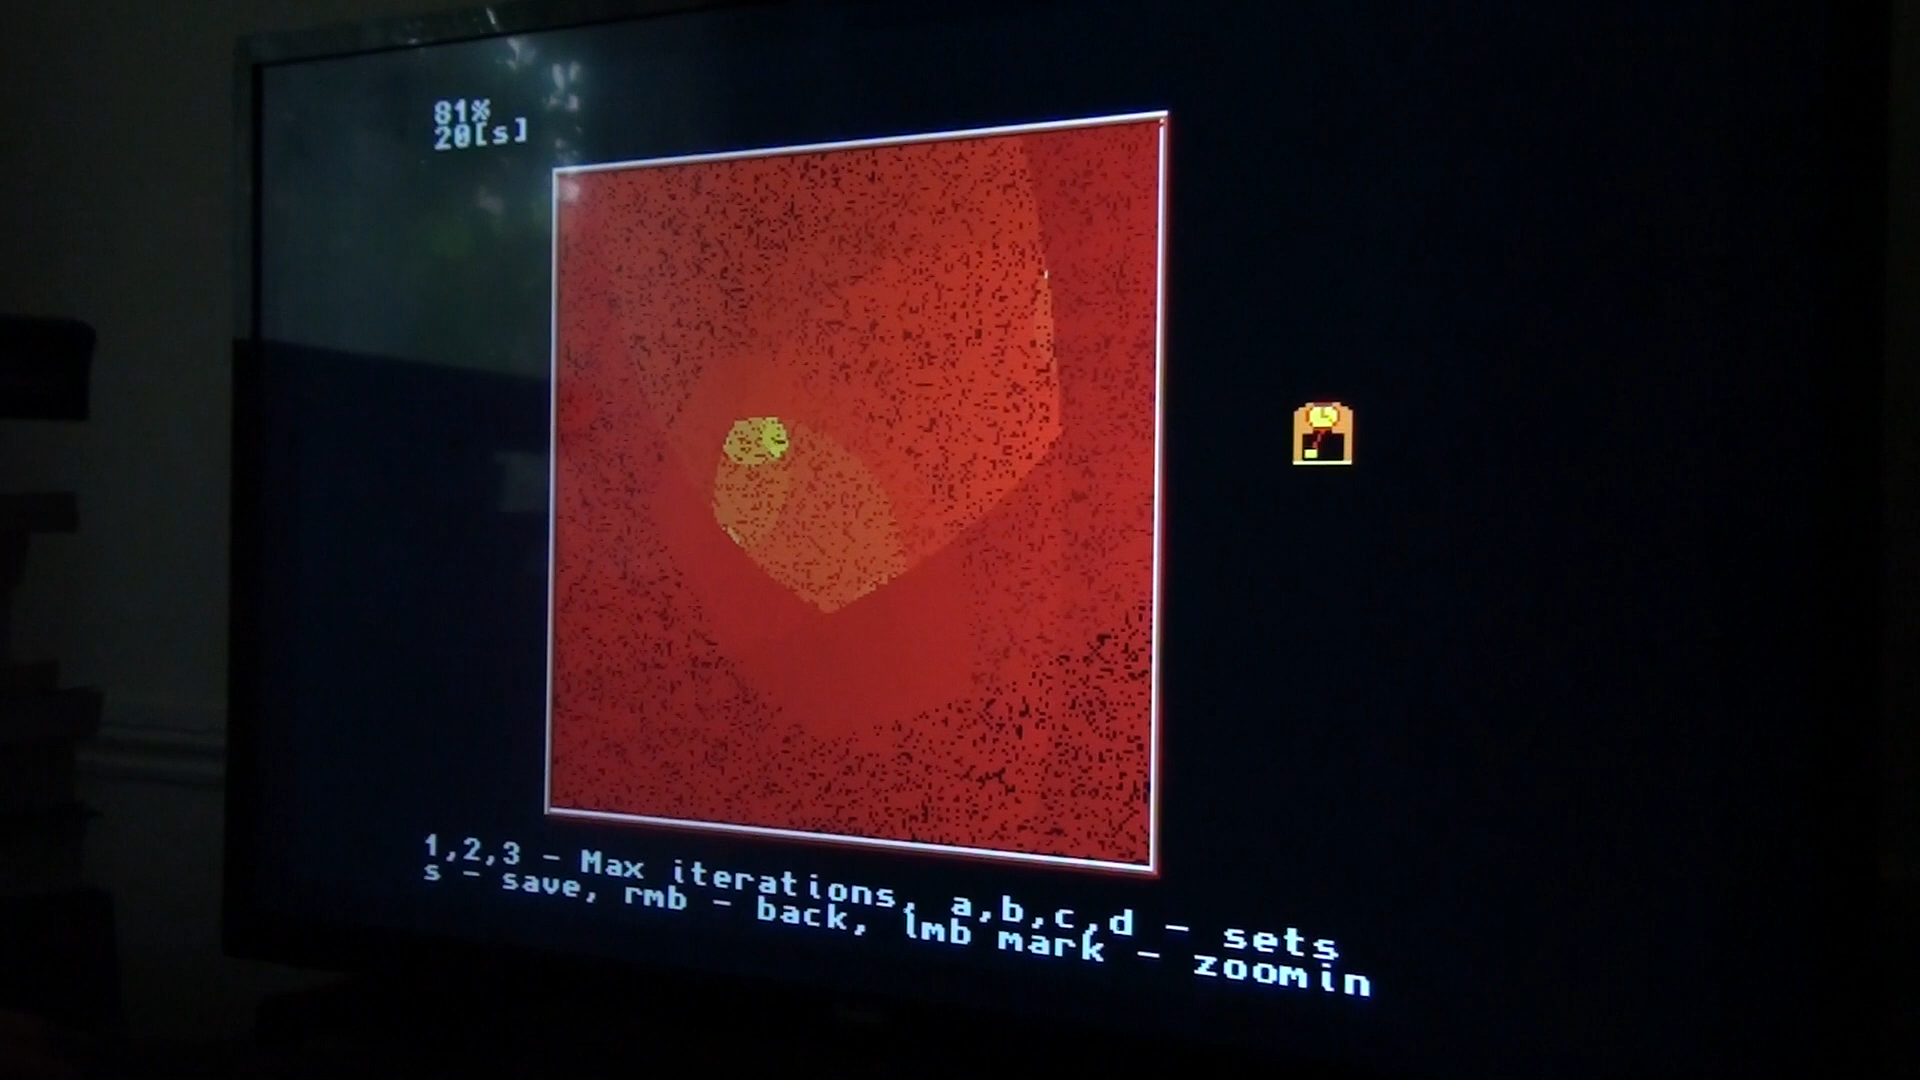 81%
20[s]
1,2,3 - Max iterations, a,b,c,d - sets
s - save, rmb - back, lmb mark - zoomin